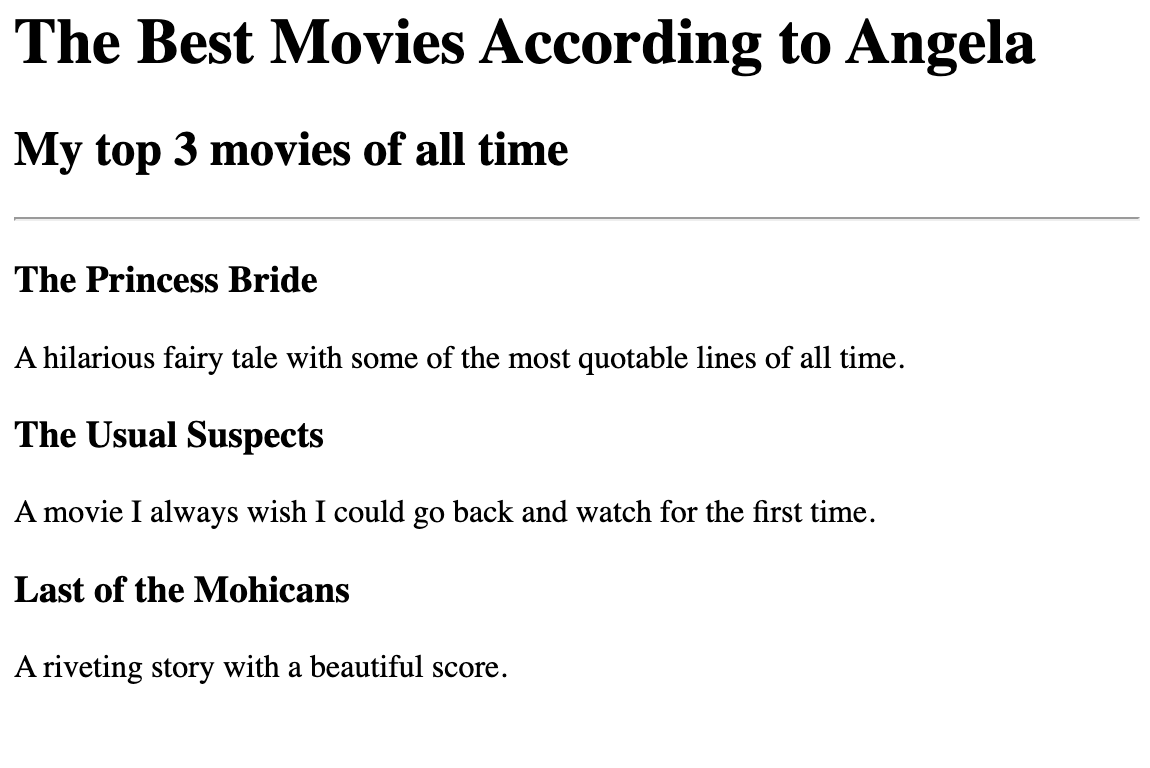 The Best Movies According to Angela
My top 3 movies of all time
The Princess Bride
A hilarious fairy tale with some of the most quotable lines of all time.
The Usual Suspects
A movie I always wish I could go back and watch for the first time.
Last of the Mohicans
A riveting story with a beautiful score.